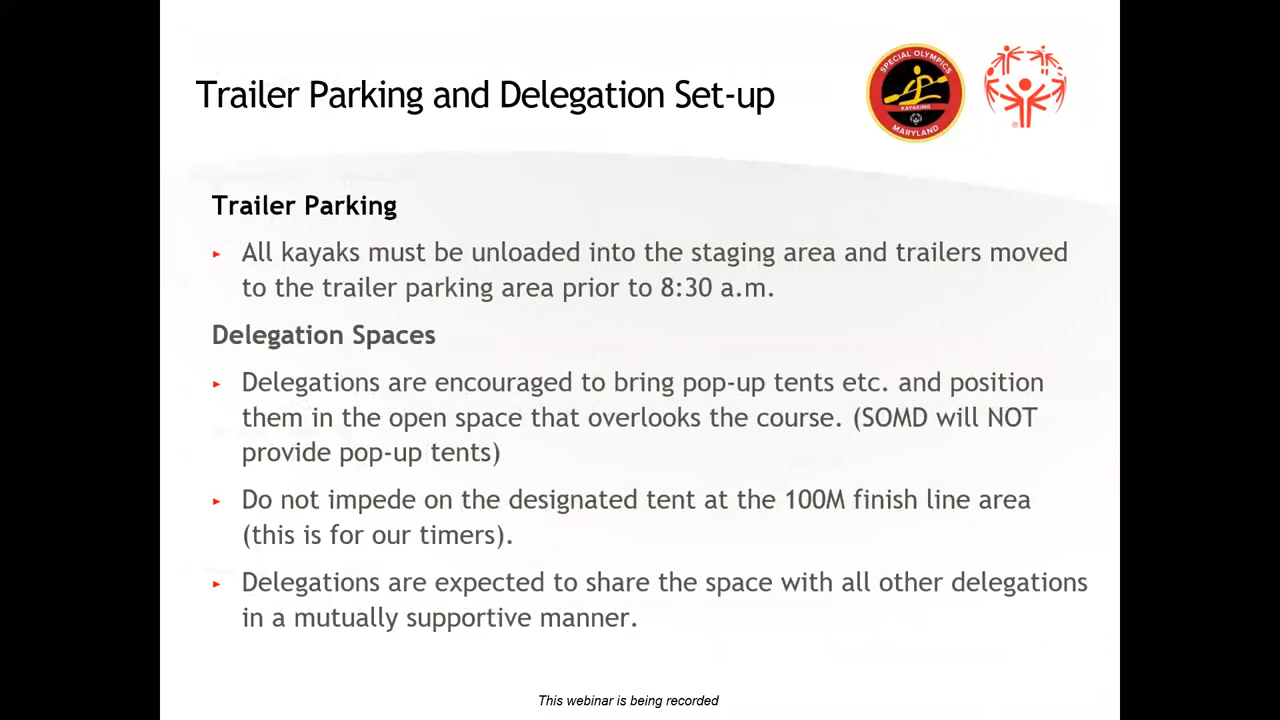 Trailer Parking and Delegation Set-up
SPECIAL OLYMPICS
KAYAKING
MARYLAND
®
Trailer Parking
▸ All kayaks must be unloaded into the staging area and trailers moved
to the trailer parking area prior to 8:30 a.m.
Delegation Spaces
▸ Delegations are encouraged to bring pop-up tents etc. and position
them in the open space that overlooks the course. (SOMD will NOT
provide pop-up tents)
▸ Do not impede on the designated tent at the 100M finish line area
(this is for our timers).
▸ Delegations are expected to share the space with all other delegations
in a mutually supportive manner.
This webinar is being recorded